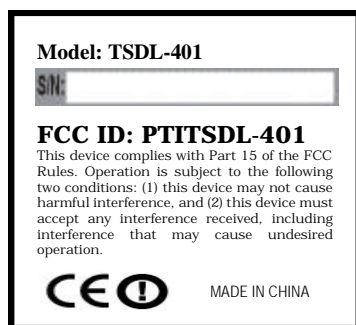 Model: TSDL-401
S/N:
FCC ID: PTITSDL-401
This device complies with Part 15 of the FCC
Rules. Operation is subject to the following
two conditions: (1) this device may not cause
harmful interference, and (2) this device must
accept any interference received, including
interference that may cause undesired
operation.
CE MADE IN CHINA